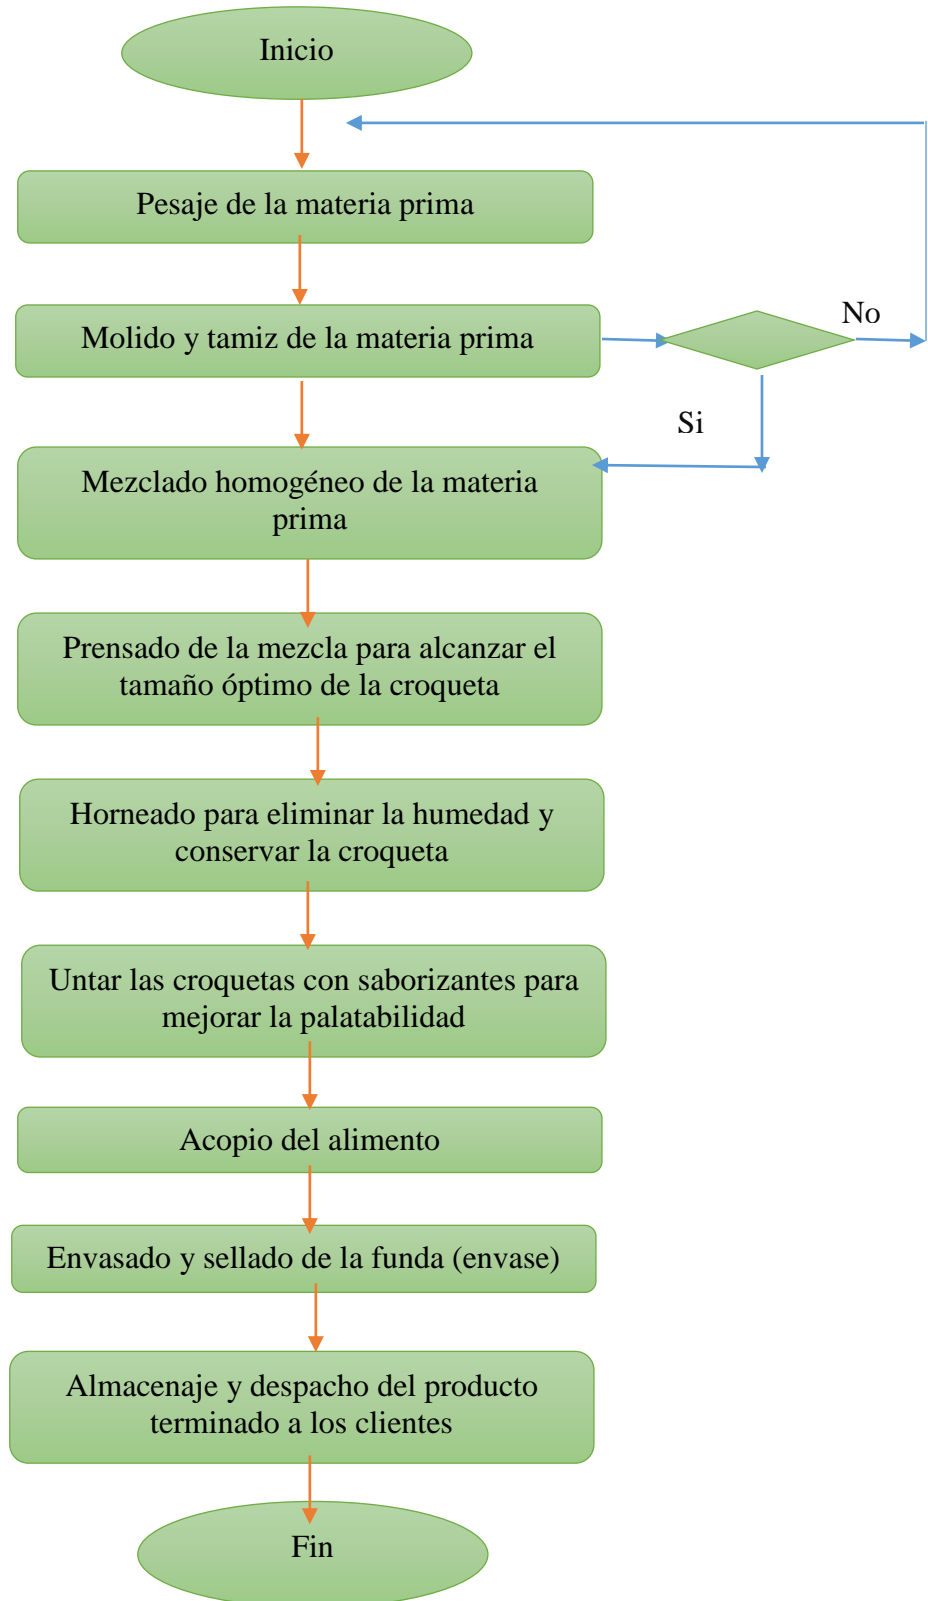 Inicio
Pesaje de la materia prima
Molido y tamiz de la materia prima
No
Si
Mezclado homogéneo de la materia
prima
Prensado de la mezcla para alcanzar el
tamaño óptimo de la croqueta
Horneado para eliminar la humedad y
conservar la croqueta
Untar las croquetas con saborizantes para
mejorar la palatabilidad
Acopio del alimento
Envasado y sellado de la funda (envase)
Almacenaje y despacho del producto
terminado a los clientes
Fin